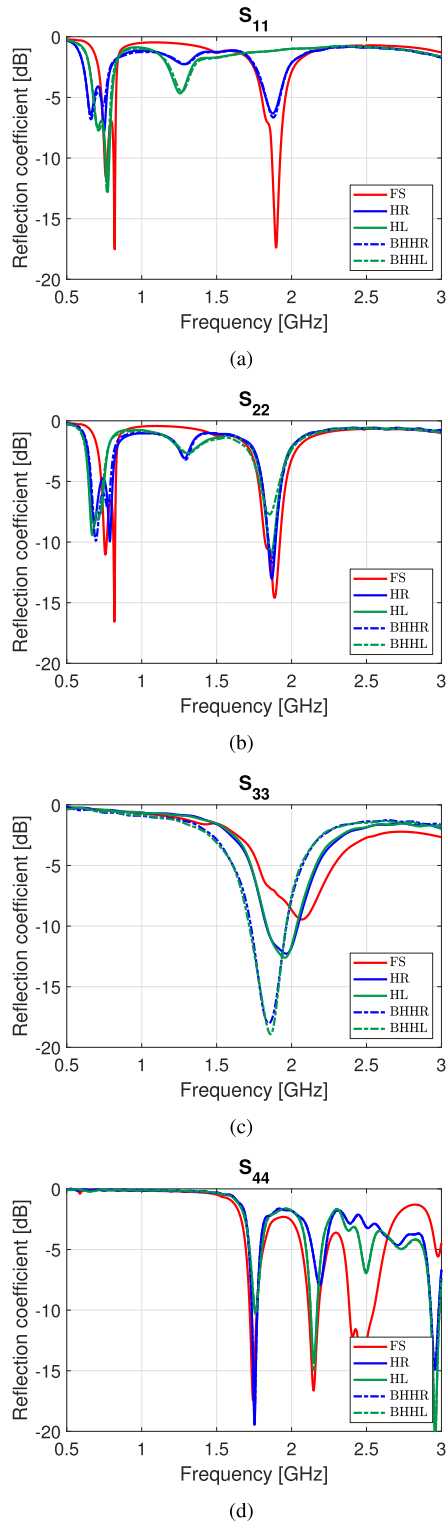 S11
Reflection coefficient [dB]
0
-5
-10
-15
-20
FS
HR
HL
BHHR
BHHL
0.5 1 1.5 2 2.5 3
Frequency [GHz]
(a)
S22
Reflection coefficient [dB]
0
-5
-10
-15
-20
FS
HR
HL
BHHR
BHHL
0.5 1 1.5 2 2.5 3
Frequency [GHz]
(b)
S33
Reflection coefficient [dB]
0
-5
-10
-15
-20
FS
HR
HL
BHHR
BHHL
0.5 1 1.5 2 2.5 3
Frequency [GHz]
(c)
S44
Reflection coefficient [dB]
0
-5
-10
-15
-20
FS
HR
HL
BHHR
BHHL
0.5 1 1.5 2 2.5 3
Frequency [GHz]
(d)